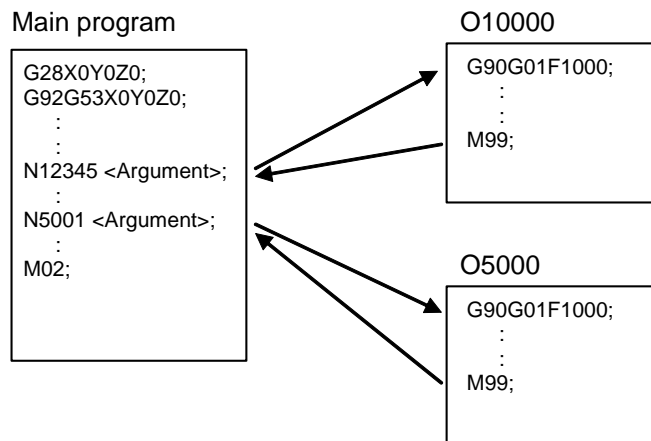 Main program
G28X0Y0Z0;
G92G53X0Y0Z0;
:
:
N12345 <Argument>;
:
N5001 <Argument>;
:
M02;
O10000
G90G01F1000;
:
:
M99;
O5000
G90G01F1000;
:
:
M99;